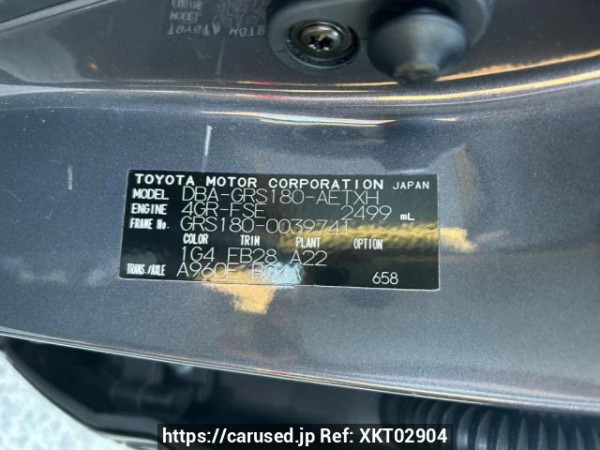 TOYOTA MOTOR CORPORATION JAPAN
MODEL DBA-GRS180-AETXH
ENGINE 4GR-FSE 2499 mL
FRAME No. GRS180-0039741
COLOR TRIM PLANT OPTION
1G4 FB28 A22
TRANS./AXLE A960E 658
https://carused.jp Ref: XKT02904